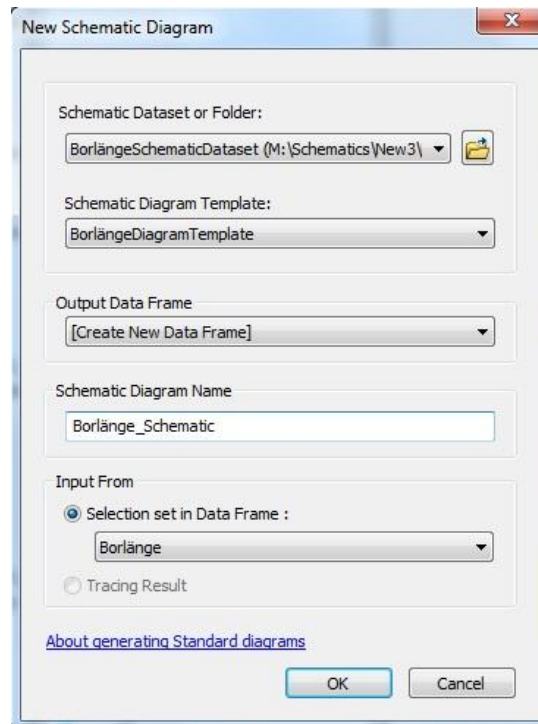 New Schematic Diagram
Schematic Dataset or Folder:
BorlängeSchematicDataset (M:\Schematics\New3\
Schematic Diagram Template:
BorlängeDiagramTemplate
Output Data Frame
[Create New Data Frame]
Schematic Diagram Name
Borlänge_Schematic
Input From
Selection set in Data Frame :
Borlänge
Tracing Result
About generating Standard diagrams
OK Cancel